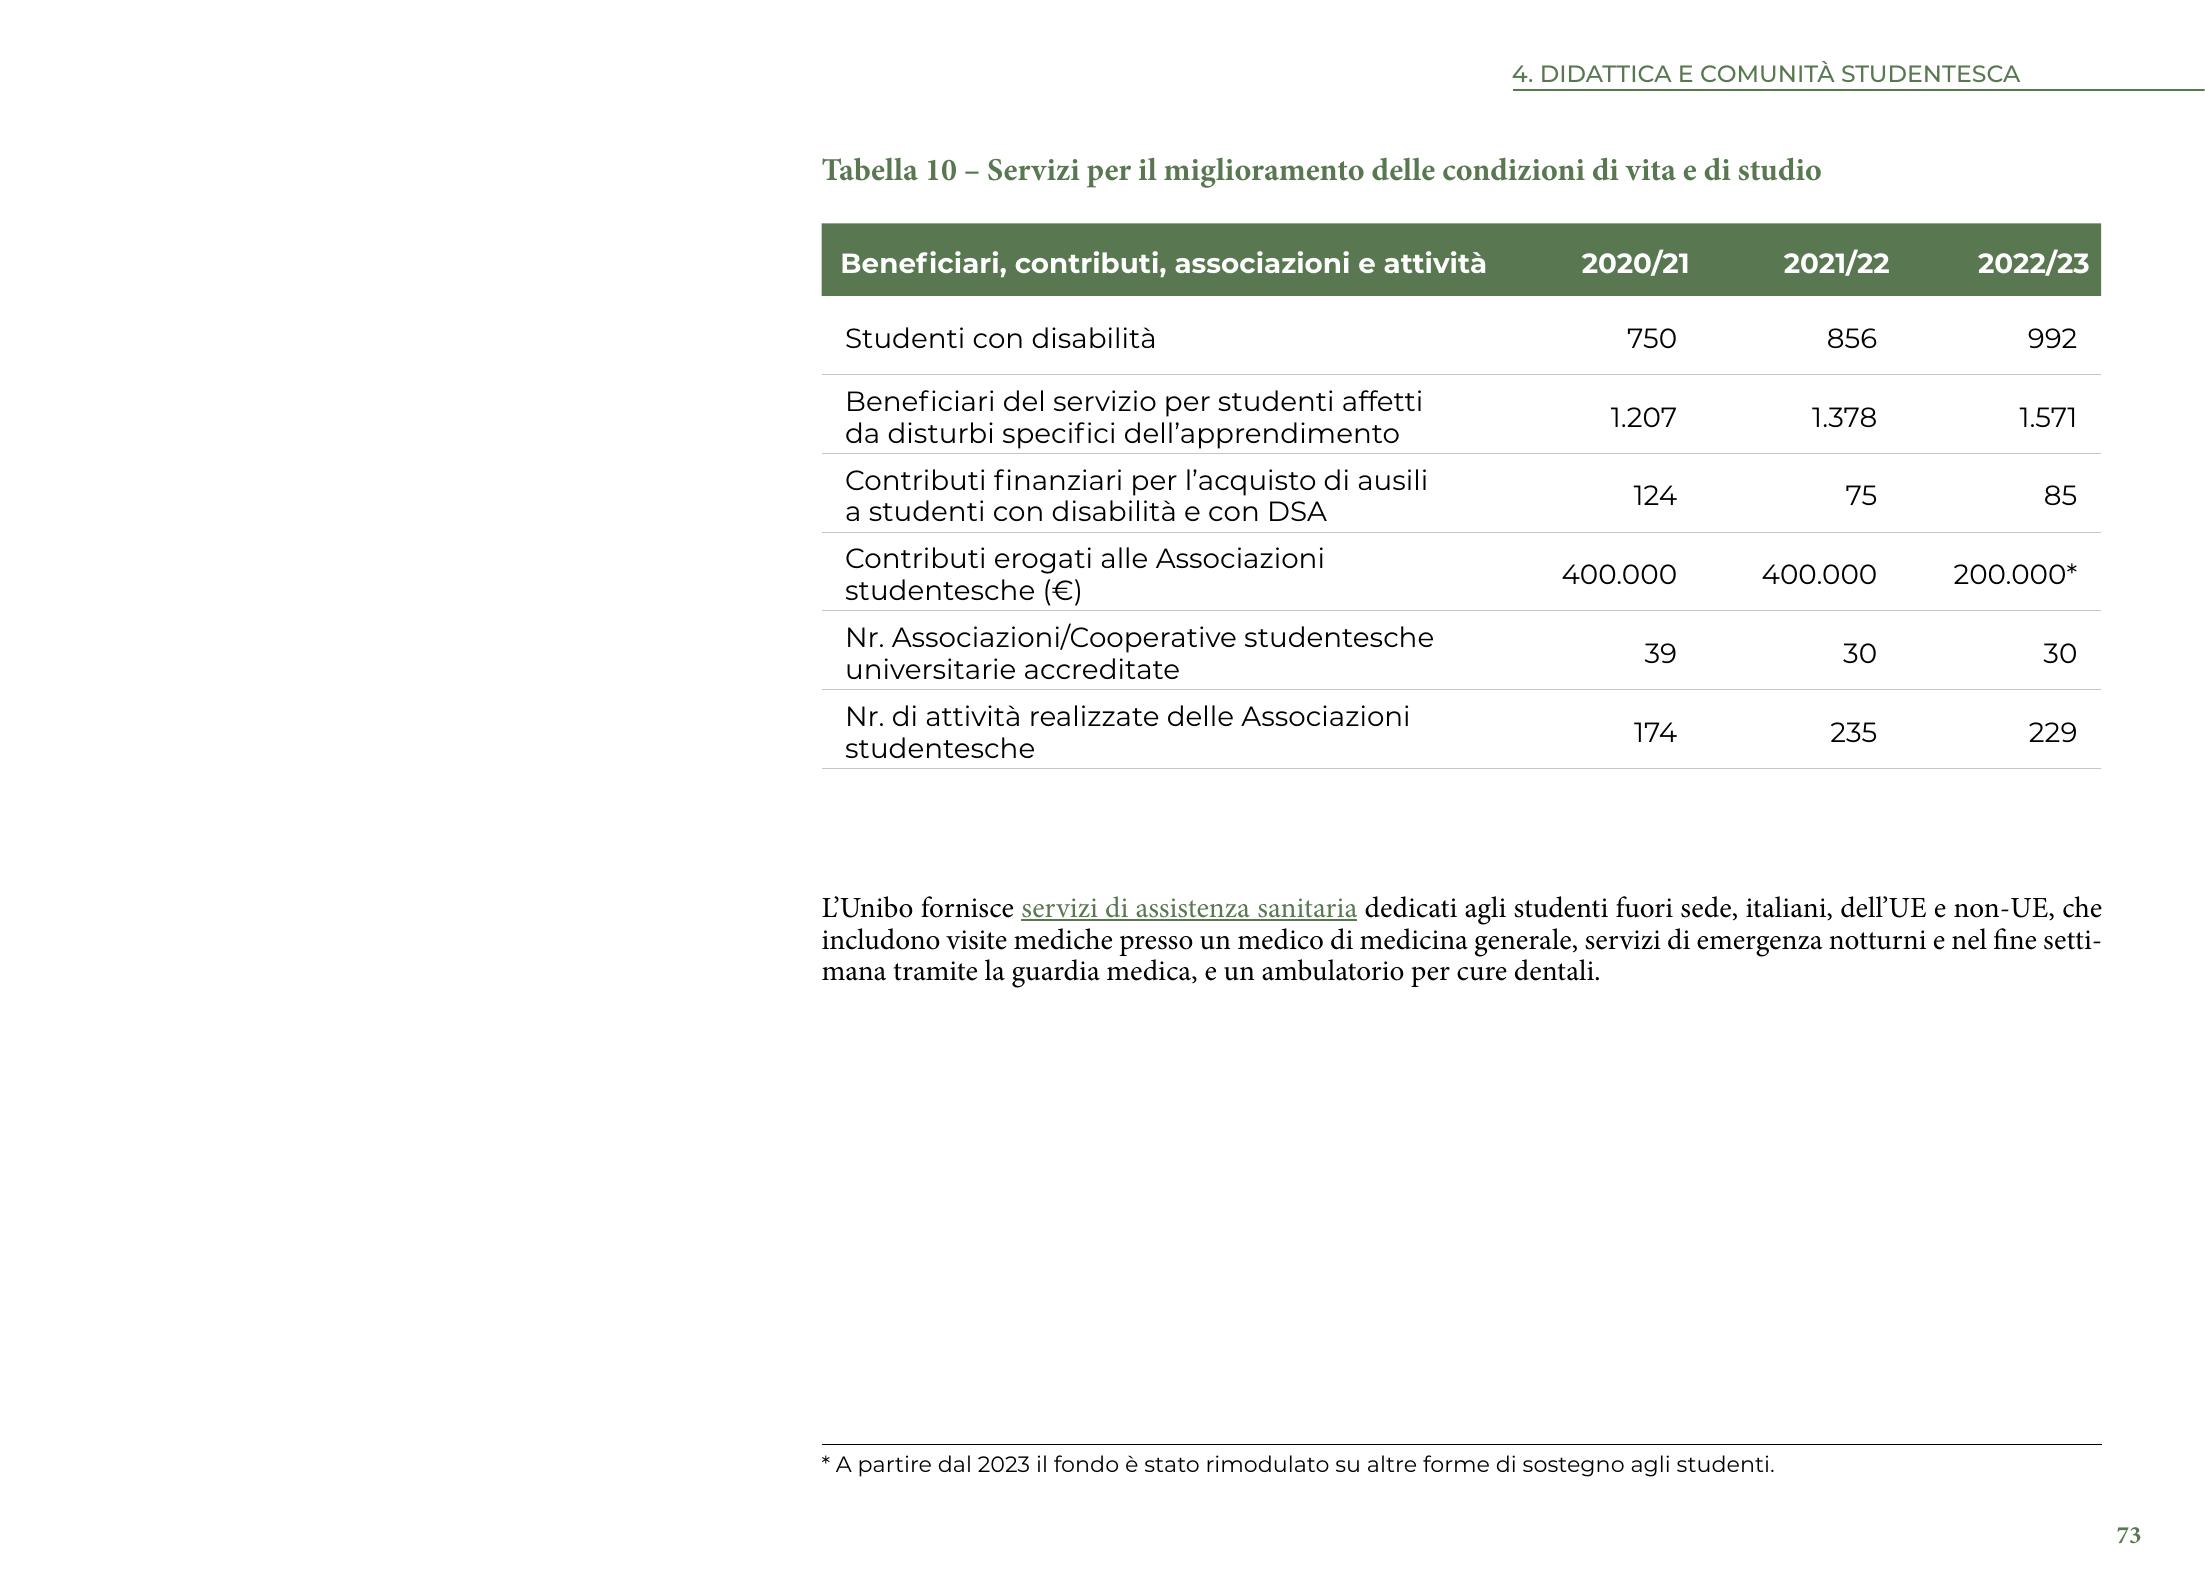 4. DIDATTICA E COMUNITÀ STUDENTESCA
Tabella 10 – Servizi per il miglioramento delle condizioni di vita e di studio
Beneficiari, contributi, associazioni e attività 2020/21 2021/22 2022/23
Studenti con disabilità 750 856 992
Beneficiari del servizio per studenti affetti
da disturbi specifici dell’apprendimento 1.207 1.378 1.571
Contributi finanziari per l’acquisto di ausili
a studenti con disabilità e con DSA 124 75 85
Contributi erogati alle Associazioni
studentesche (€) 400.000 400.000 200.000*
Nr. Associazioni/Cooperative studentesche
universitarie accreditate 39 30 30
Nr. di attività realizzate delle Associazioni
studentesche 174 235 229
L’Unibo fornisce servizi di assistenza sanitaria dedicati agli studenti fuori sede, italiani, dell’UE e non-UE, che
includono visite mediche presso un medico di medicina generale, servizi di emergenza notturni e nel fine setti-
mana tramite la guardia medica, e un ambulatorio per cure dentali.
* A partire dal 2023 il fondo è stato rimodulato su altre forme di sostegno agli studenti.
73